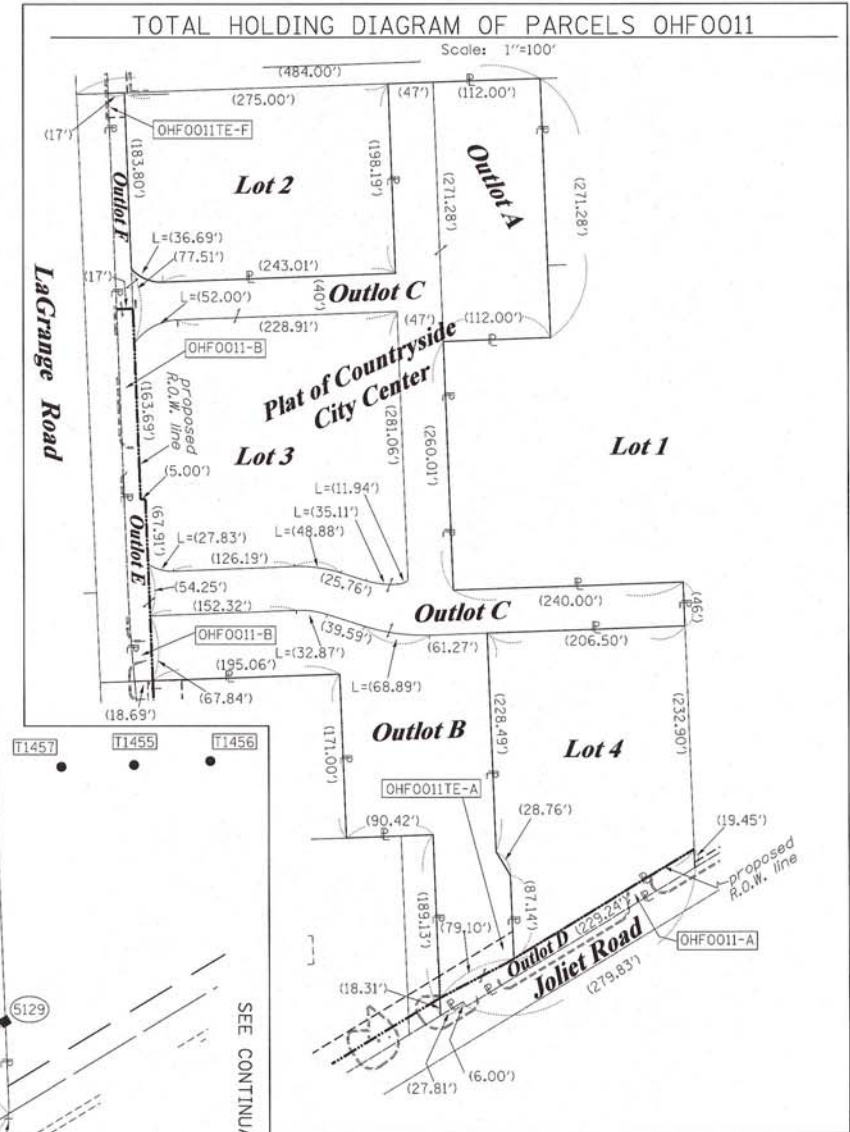 TOTAL HOLDING DIAGRAM OF PARCELS OHF0011
Scale: 1"=100'
(484.00')
(275.00')
(47')
(112.00')
(17')
OHF0011TE-F
(183.80')
Outlot F
Lot 2
(198.19')
(271.28')
Outlot A
(271.28')
L=(36.69')
(77.51')
(243.01')
(17')
(40')
Outlot C
L=(52.00')
(228.91')
(47')
(112.00')
LaGrange Road
OHF0011-B
proposed
R.O.W. line
(163.69')
Plat of Countryside
City Center
(281.06')
(260.01')
Lot 3
Lot 1
(5.00')
L=(11.94')
L=(35.11')
L=(48.88')
(67.91')
Outlot E
L=(27.83')
(126.19')
(25.76')
(54.25')
(152.32')
Outlot C
(240.00')
(46')
OHF0011-B
(39.59')
L=(32.87')
(61.27')
(206.50')
(195.06')
L=(68.89')
(67.84')
(18.69')
(171.00')
Outlot B
(228.49')
Lot 4
(232.90')
T1457
T1455
T1456
OHF0011TE-A
(28.76')
(90.42')
(19.45')
proposed
R.O.W. line
(189.13')
(87.14')
(79.10')
(229.24')
Outlot D
Joliet Road
OHF0011-A
(279.83')
(18.31')
(6.00')
(27.81')
5129
SEE CONTINUA